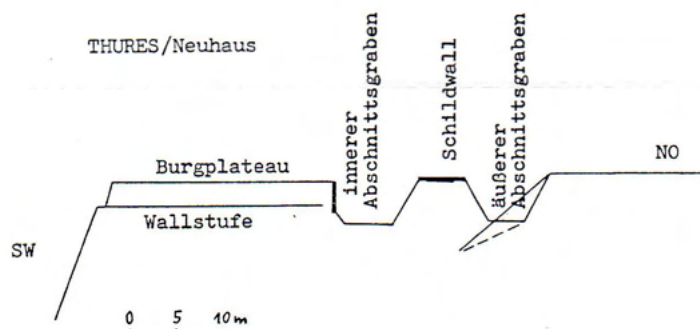 THURES/Neuhaus
innerer
Abschnittsgraben
Schildwall
äußerer
Abschnittsgraben
NO
Burgplateau
Wallstufe
SW
0 5 10m